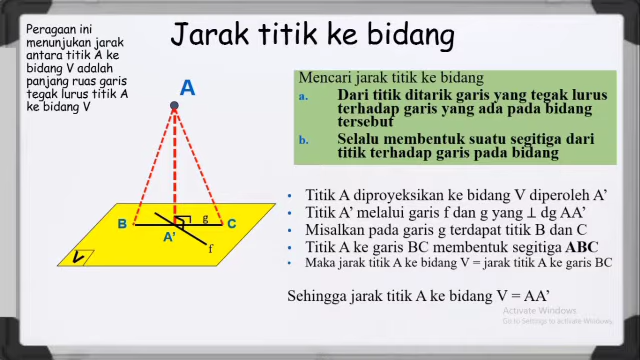 Jarak titik ke bidang
Peragaan ini
menunjukan jarak
antara titik A ke
bidang V adalah
panjang ruas garis
tegak lurus titik A
ke bidang V
A
B
C
A’
g
f
V
Mencari jarak titik ke bidang
a. Dari titik ditarik garis yang tegak lurus
terhadap garis yang ada pada bidang
tersebut
b. Selalu membentuk suatu segitiga dari
titik terhadap garis pada bidang
• Titik A diproyeksikan ke bidang V diperoleh A’
• Titik A’ melalui garis f dan g yang ⊥ dg AA’
• Misalkan pada garis g terdapat titik B dan C
• Titik A ke garis BC membentuk segitiga ABC
• Maka jarak titik A ke bidang V = jarak titik A ke garis BC
Sehingga jarak titik A ke bidang V = AA’
Activate Windows
Go to Settings to activate Windows.